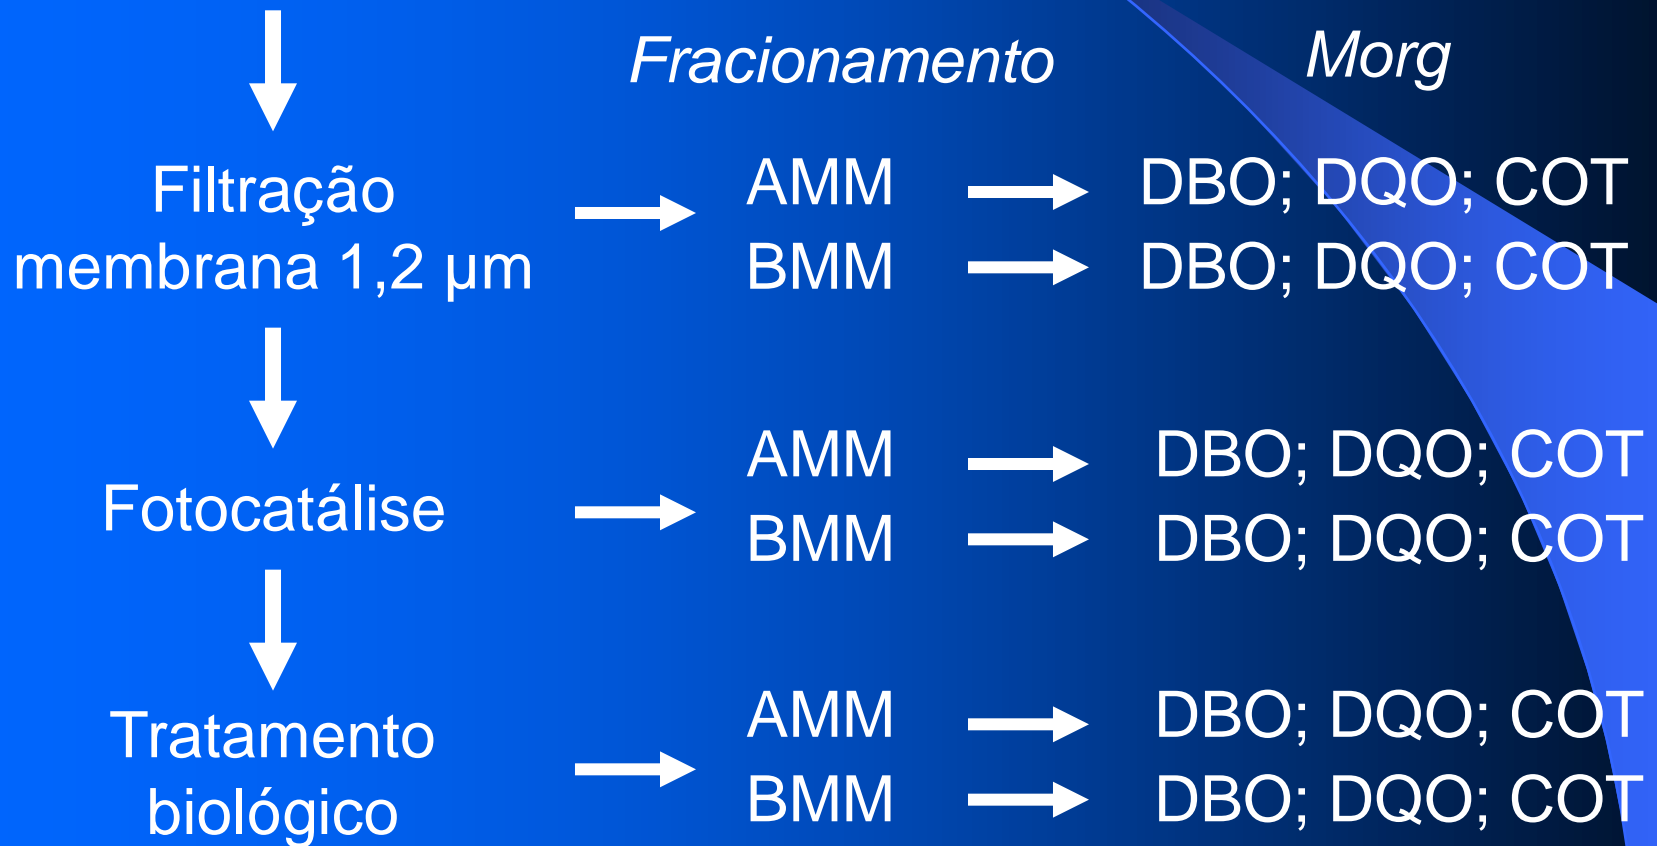 Fracionamento Morg
Filtração
membrana 1,2 µm
AMM DBO; DQO; COT
BMM DBO; DQO; COT
Fotocatálise
AMM DBO; DQO; COT
BMM DBO; DQO; COT
Tratamento
biológico
AMM DBO; DQO; COT
BMM DBO; DQO; COT